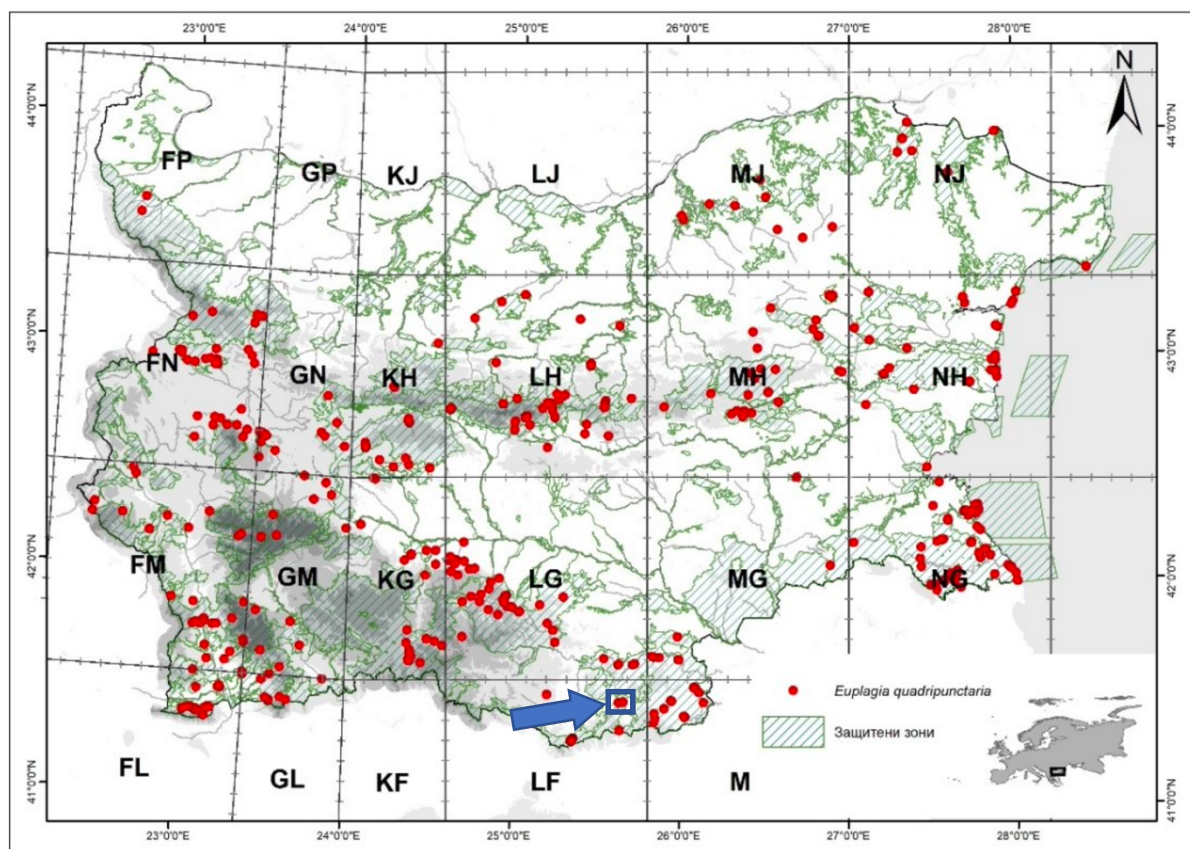 23°0'0"E 24°0'0"E 25°0'0"E 26°0'0"E 27°0'0"E 28°0'0"E
N
44°0'0"N 44°0'0"N
FP GP KJ LJ MJ NJ
43°0'0"N 43°0'0"N
FN GN KH LH MH NH
42°0'0"N 42°0'0"N
FM GM KG LG MG NG
Euplagia quadripunctaria
Защитени зони
41°0'0"N 41°0'0"N
FL GL KF LF M
23°0'0"E 24°0'0"E 25°0'0"E 26°0'0"E 27°0'0"E 28°0'0"E